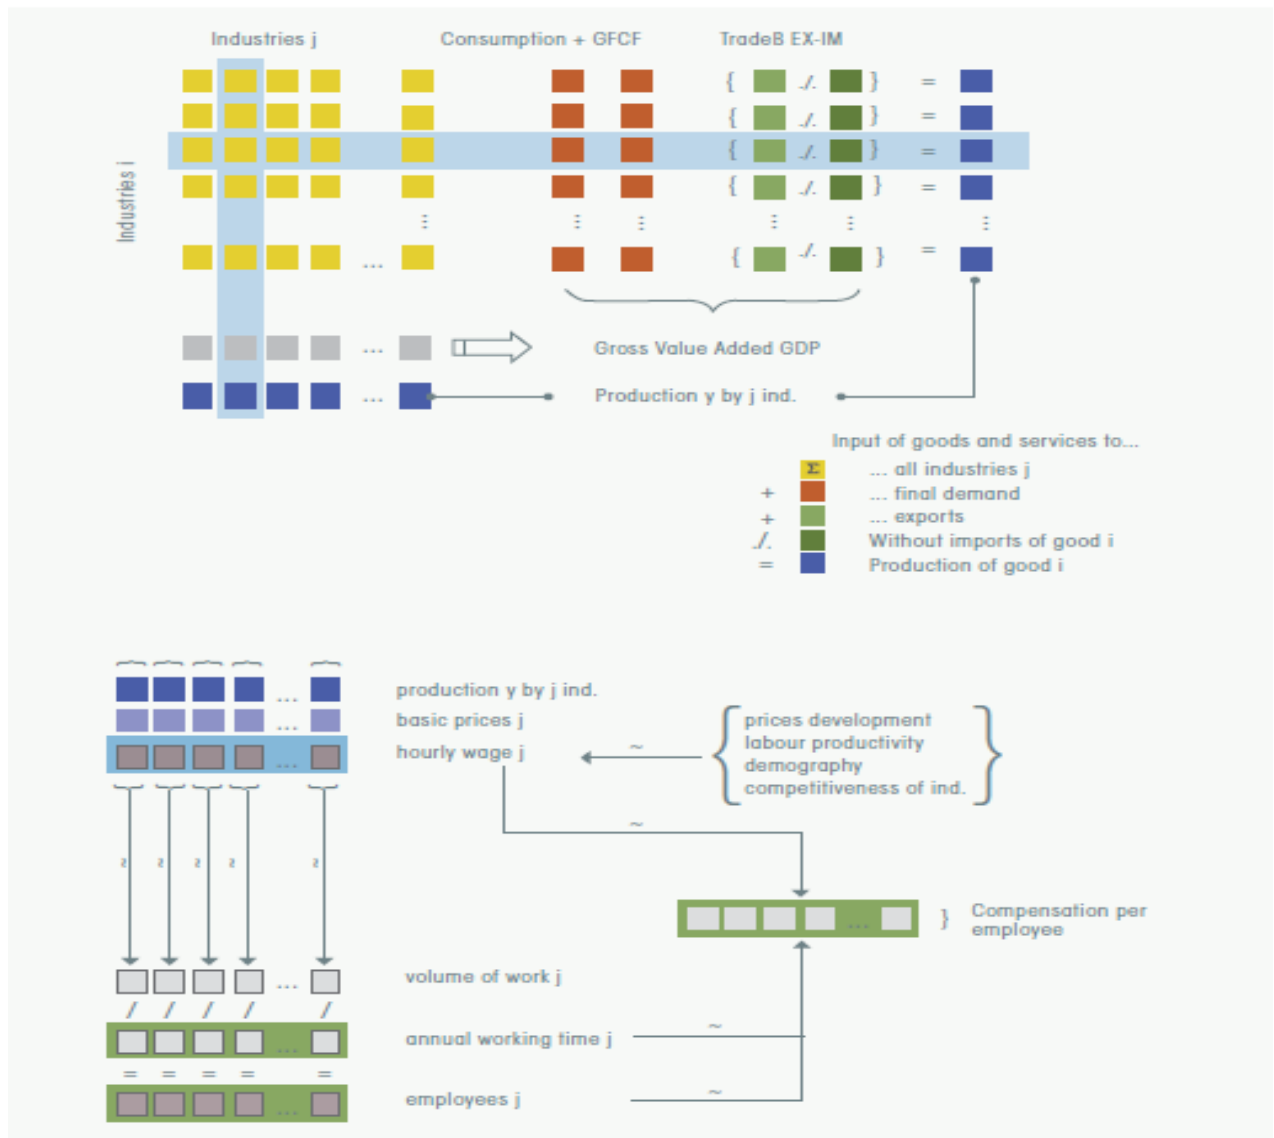 Industries j
Consumption + GFCF
TradeB EX-IM
Industries i
{ ./. } =
{ ./. } =
{ ./. } =
{ ./. } =
... { ./. } =
...
Gross Value Added GDP
...
Production y by j ind.
Input of goods and services to...
Σ ... all industries j
+ ... final demand
+ ... exports
./. Without imports of good i
= Production of good i
... production y by j ind.
... basic prices j
... hourly wage j
~
prices development
labour productivity
demography
competitiveness of ind.
~
~ ~ ~ ~ ~
... } Compensation per
employee
... volume of work j
/ / / / /
... annual working time j ~
= = = = =
... employees j ~